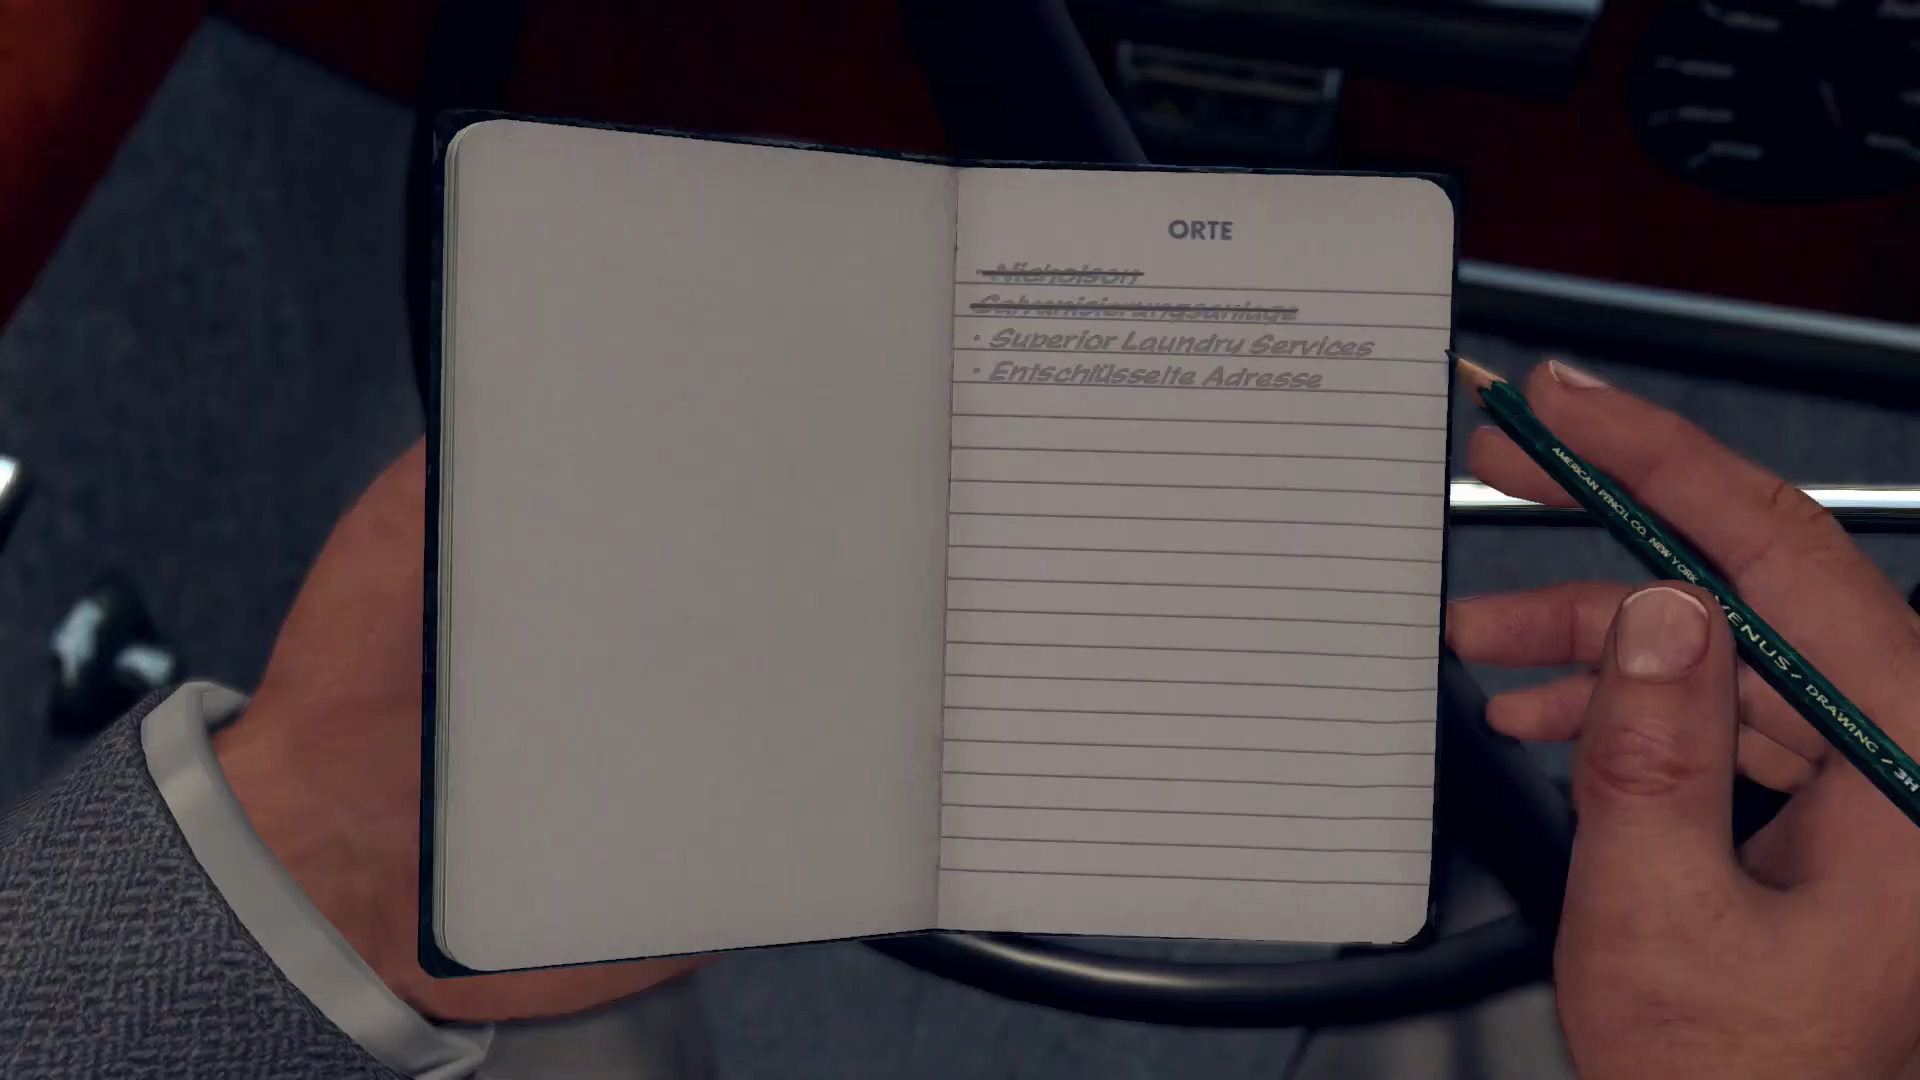 ORTE
· Nicholson
Galvanisierungsanlage
· Superior Laundry Services
· Entschlüsselte Adresse
AMERICAN PENCIL CO. NEW YORK
VENUS / DRAWING / 3H